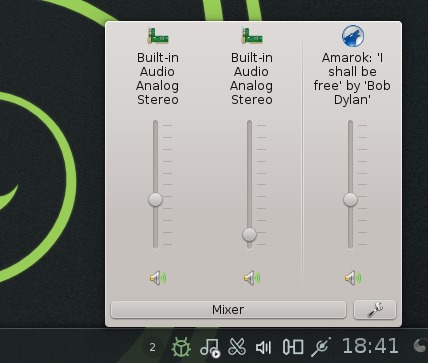 Built-in
Audio
Analog
Stereo
Built-in
Audio
Analog
Stereo
Amarok: 'I
shall be
free' by 'Bob
Dylan'
Mixer
2
18:41